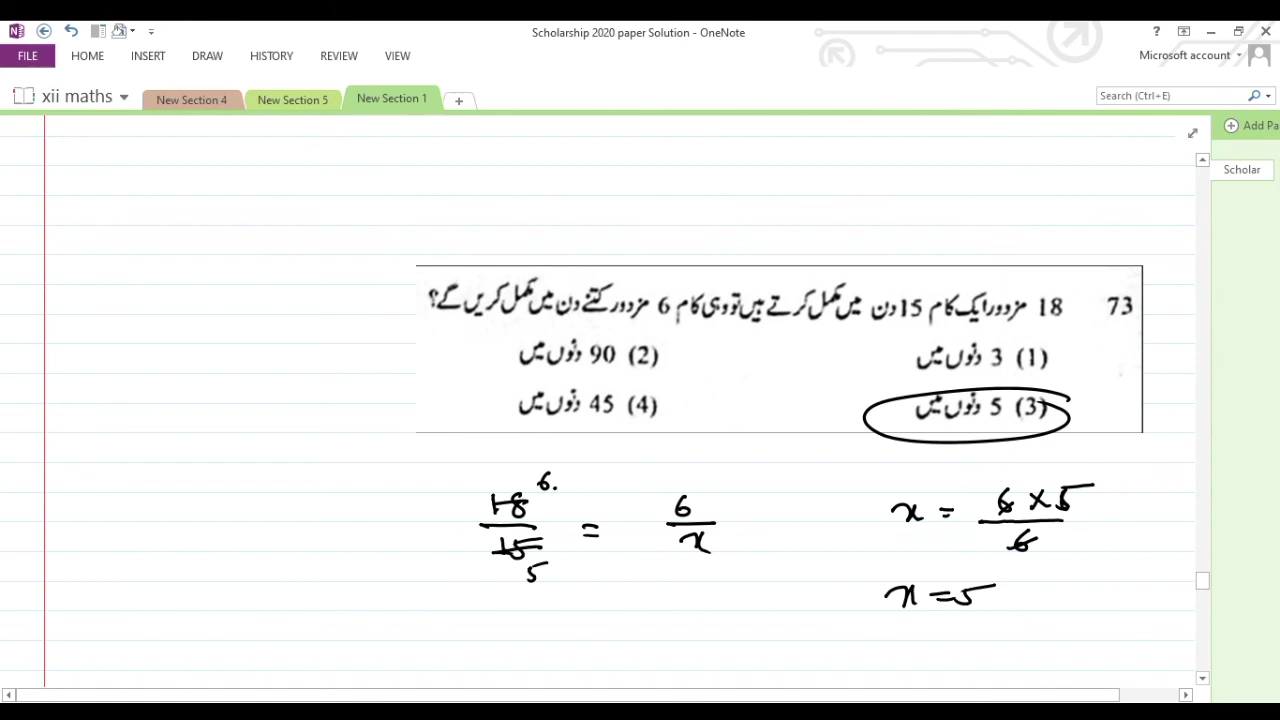 Scholarship 2020 paper Solution - OneNote
FILE HOME INSERT DRAW HISTORY REVIEW VIEW
Microsoft account
xii maths
New Section 4 New Section 5 New Section 1
Search (Ctrl+E)
Add Pa
Scholar
73 18 مزدور ایک کام 15 دن میں مکمل کرتے ہیں تو وہی کام 6 مزدور کتنے دن میں مکمل کریں گے؟
(1) 3 دنوں میں (2) 90 دنوں میں
(3) 5 دنوں میں (4) 45 دنوں میں
18 6. / 15 5 = 6 / x
x = 6 × 5 / 6
x = 5